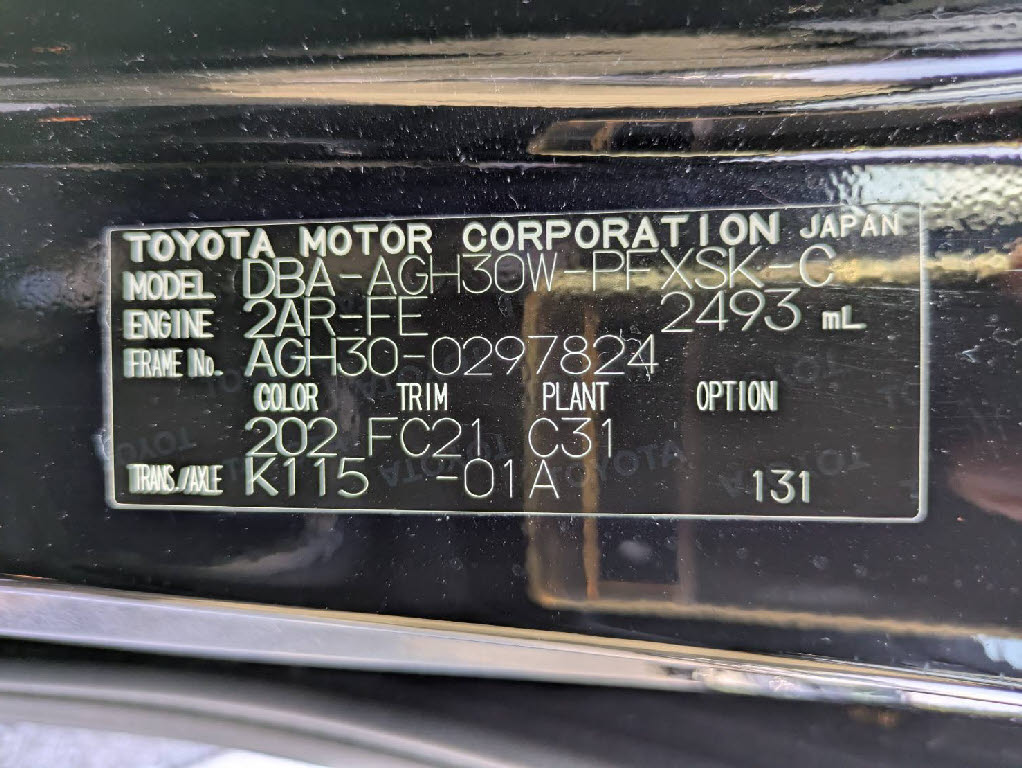 TOYOTA MOTOR CORPORATION JAPAN
MODEL DBA-AGH30W-PFXSK-C
ENGINE 2AR-FE 2493 mL
FRAME No. AGH30-0297824
COLOR TRIM PLANT OPTION
202 FC21 C31
TRANS./AXLE K115 -01A 131